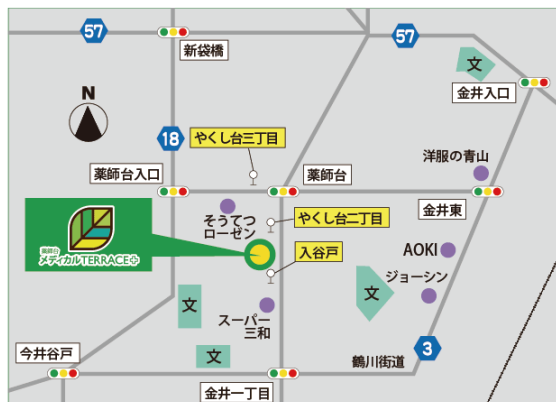 57
新袋橋
57
文
金井入口
N
18
やくし台三丁目
洋服の青山
薬師台入口
薬師台
そうてつ
ローゼン
やくし台二丁目
金井東
薬師台
メディカルTERRACE+
入谷戸
AOKI
ジョーシン
文
文
スーパー
三和
今井谷戸
文
鶴川街道
3
金井一丁目